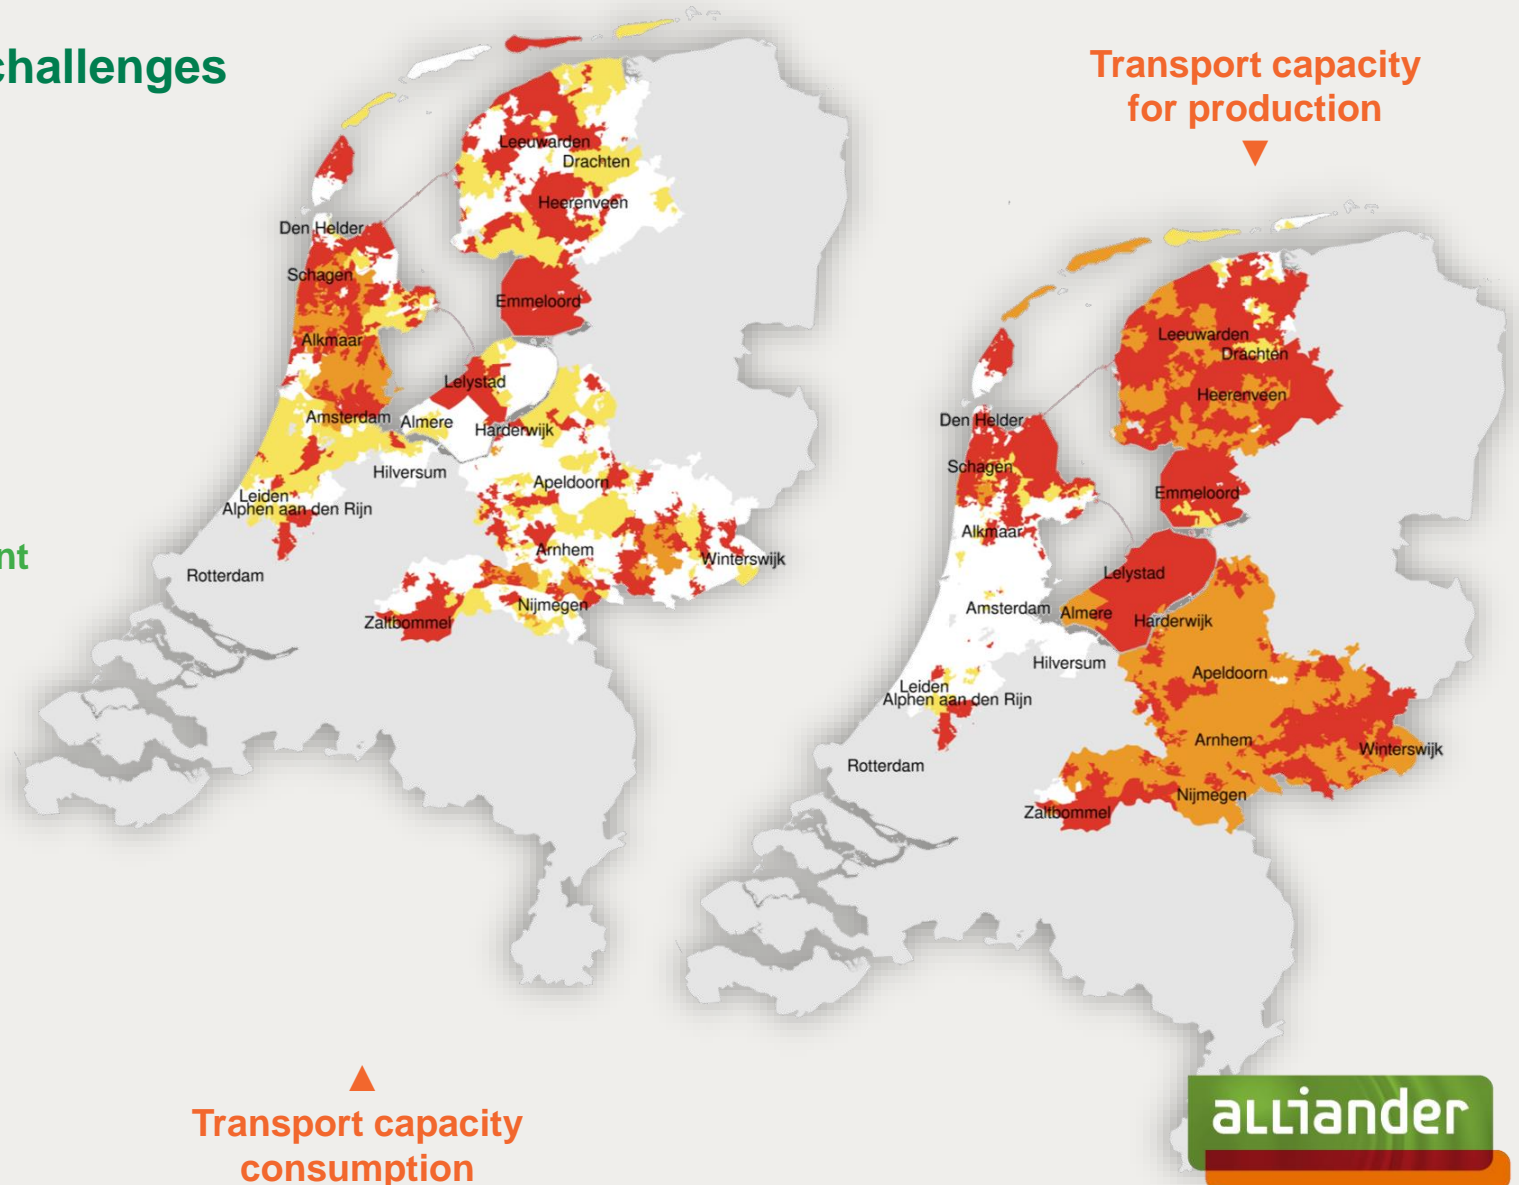 challenges
nt
Transport capacity
for production
▼
Leeuwarden
Drachten
Heerenveen
Den Helder
Schagen
Emmeloord
Alkmaar
Lelystad
Amsterdam
Almere
Harderwijk
Hilversum
Apeldoorn
Leiden
Alphen aan den Rijn
Arnhem
Winterswijk
Rotterdam
Nijmegen
Zaltbommel
▲
Transport capacity
consumption
Leeuwarden
Drachten
Heerenveen
Den Helder
Schagen
Emmeloord
Alkmaar
Lelystad
Amsterdam
Almere
Harderwijk
Hilversum
Apeldoorn
Leiden
Alphen aan den Rijn
Arnhem
Winterswijk
Rotterdam
Nijmegen
Zaltbommel
alliander